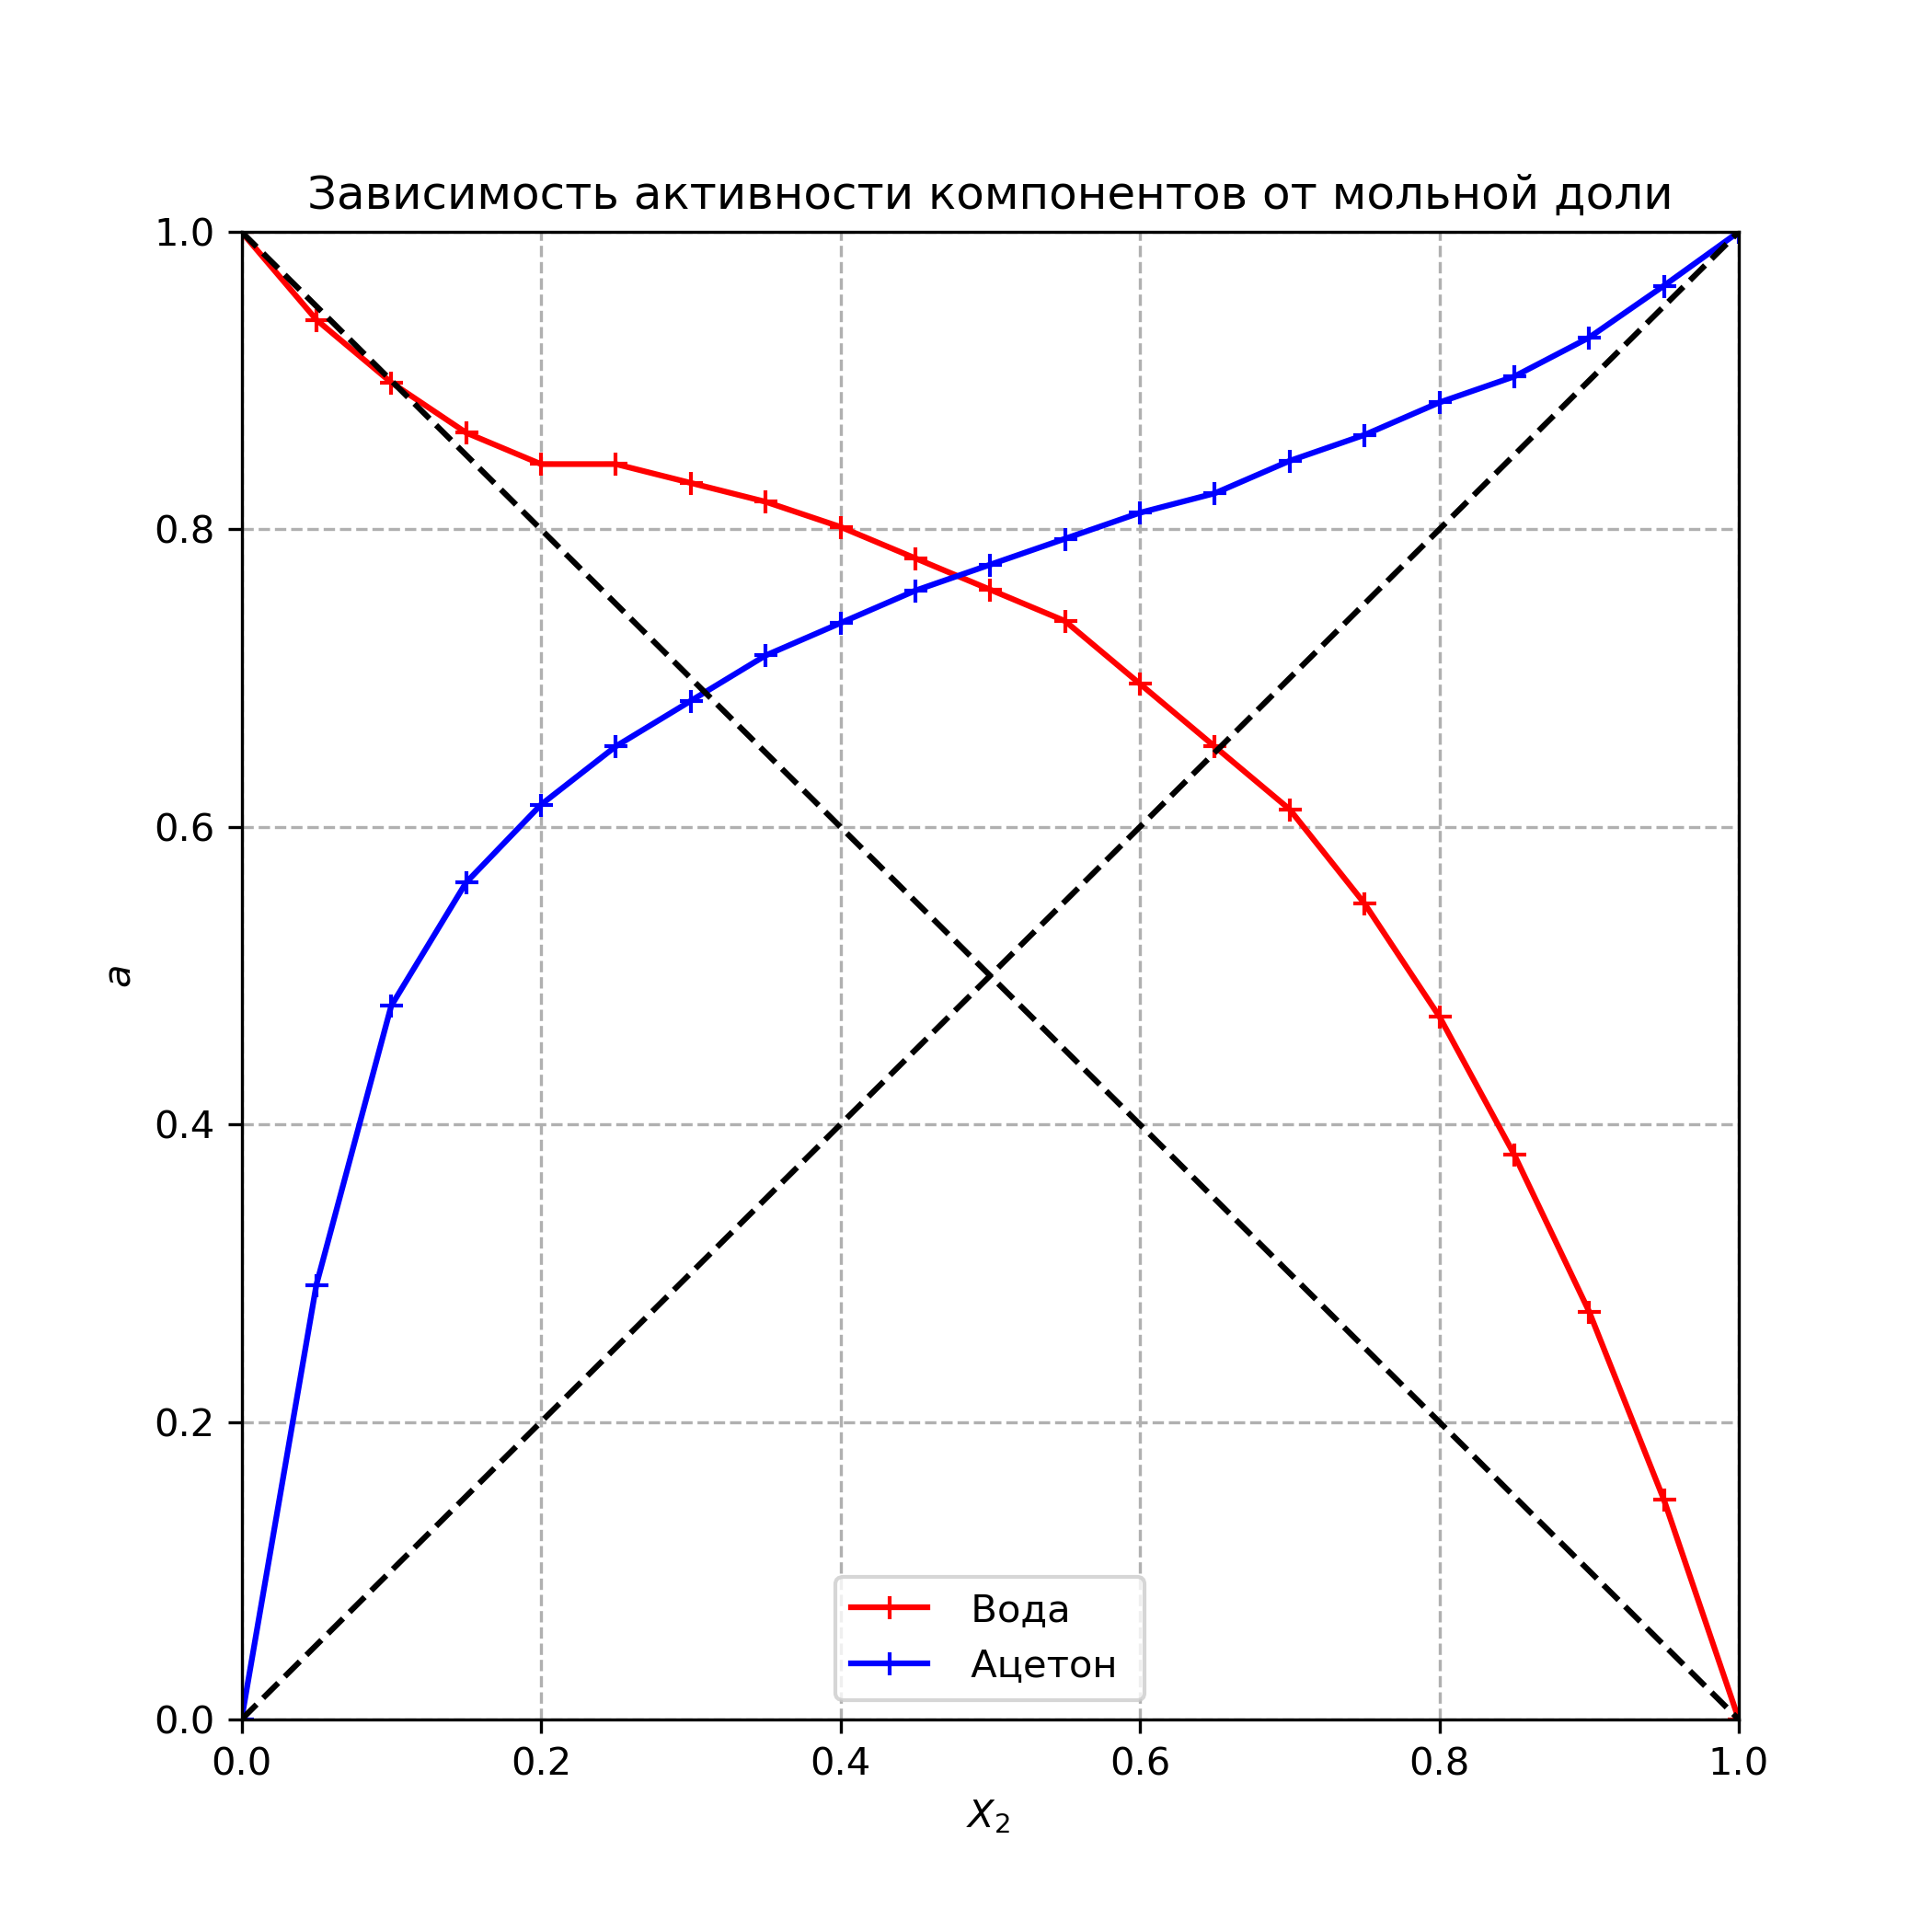 Зависимость активности компонентов от мольной доли
1.0
0.8
0.6
0.4
0.2
0.0
a
Вода
Ацетон
0.0 0.2 0.4 0.6 0.8 1.0
X₂